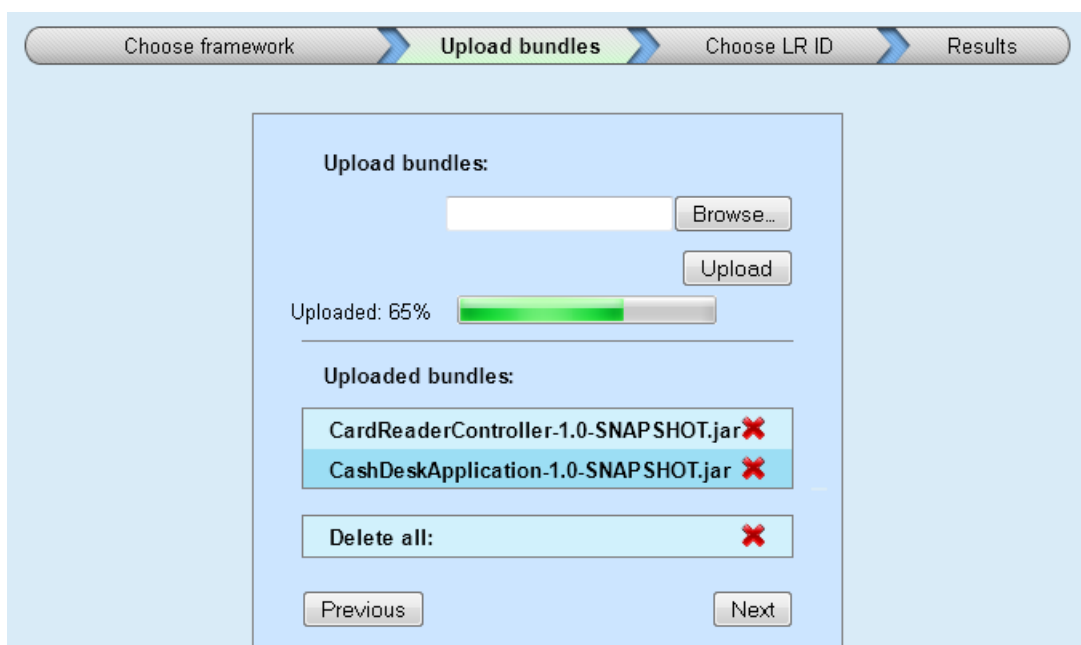 Choose framework Upload bundles Choose LR ID Results
Upload bundles:
Browse...
Upload
Uploaded: 65%
Uploaded bundles:
CardReaderController-1.0-SNAPSHOT.jar
CashDeskApplication-1.0-SNAPSHOT.jar
Delete all:
Previous Next